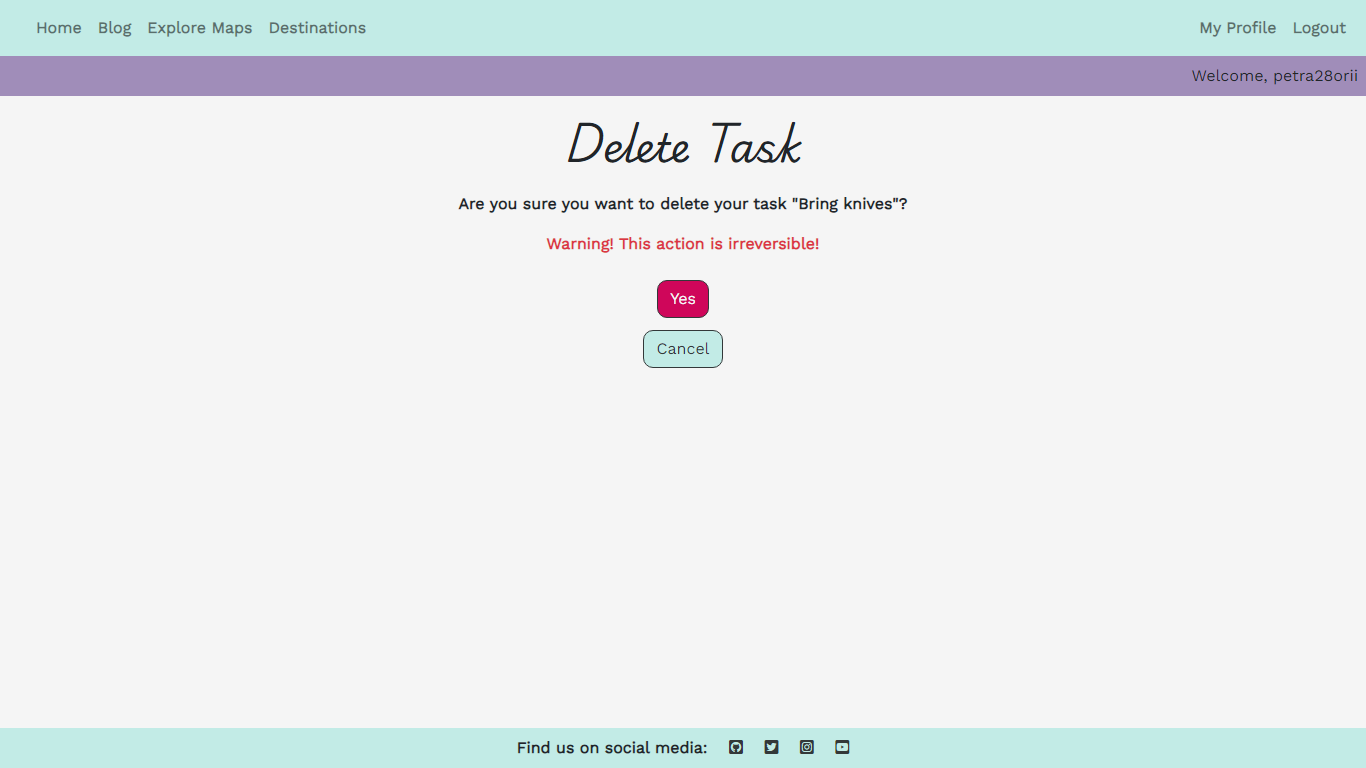 Home Blog Explore Maps Destinations My Profile Logout
Welcome, petra28orii
Delete Task
Are you sure you want to delete your task "Bring knives"?
Warning! This action is irreversible!
Yes
Cancel
Find us on social media: